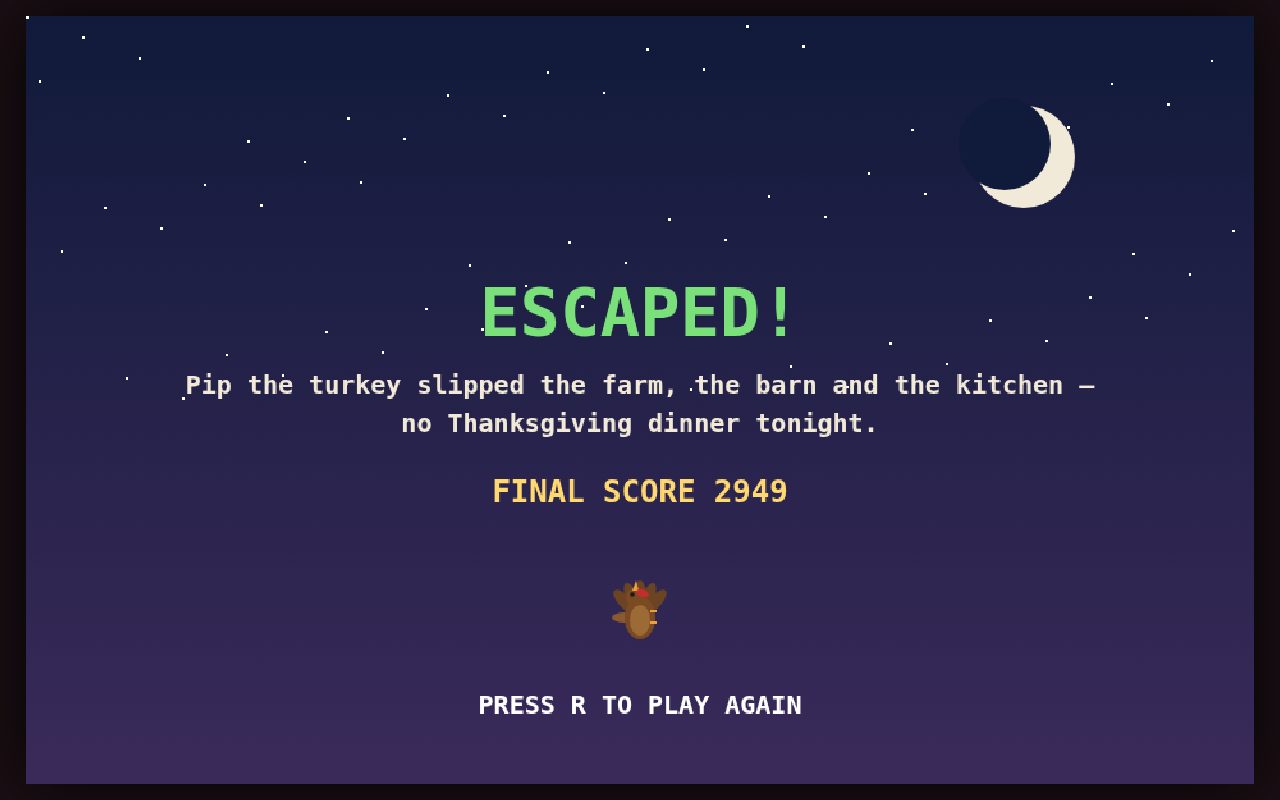 ESCAPED!
Pip the turkey slipped the farm, the barn and the kitchen —
no Thanksgiving dinner tonight.
FINAL SCORE 2949
PRESS R TO PLAY AGAIN